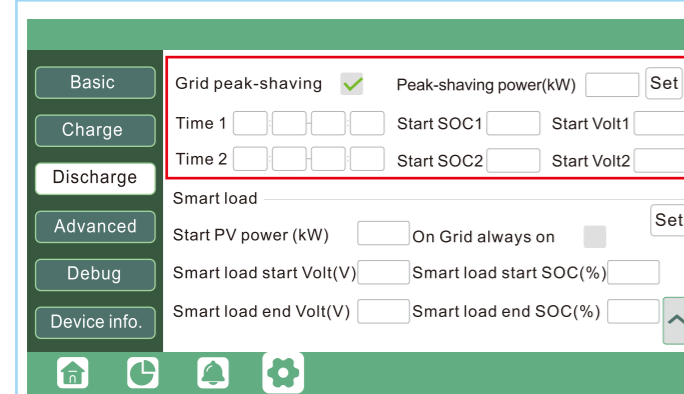 Basic
Charge
Discharge
Advanced
Debug
Device info.
Grid peak-shaving Peak-shaving power(kW) Set
Time 1 : - : Start SOC1 Start Volt1
Time 2 : - : Start SOC2 Start Volt2
Smart load
Set
Start PV power (kW) On Grid always on
Smart load start Volt(V) Smart load start SOC(%)
Smart load end Volt(V) Smart load end SOC(%)